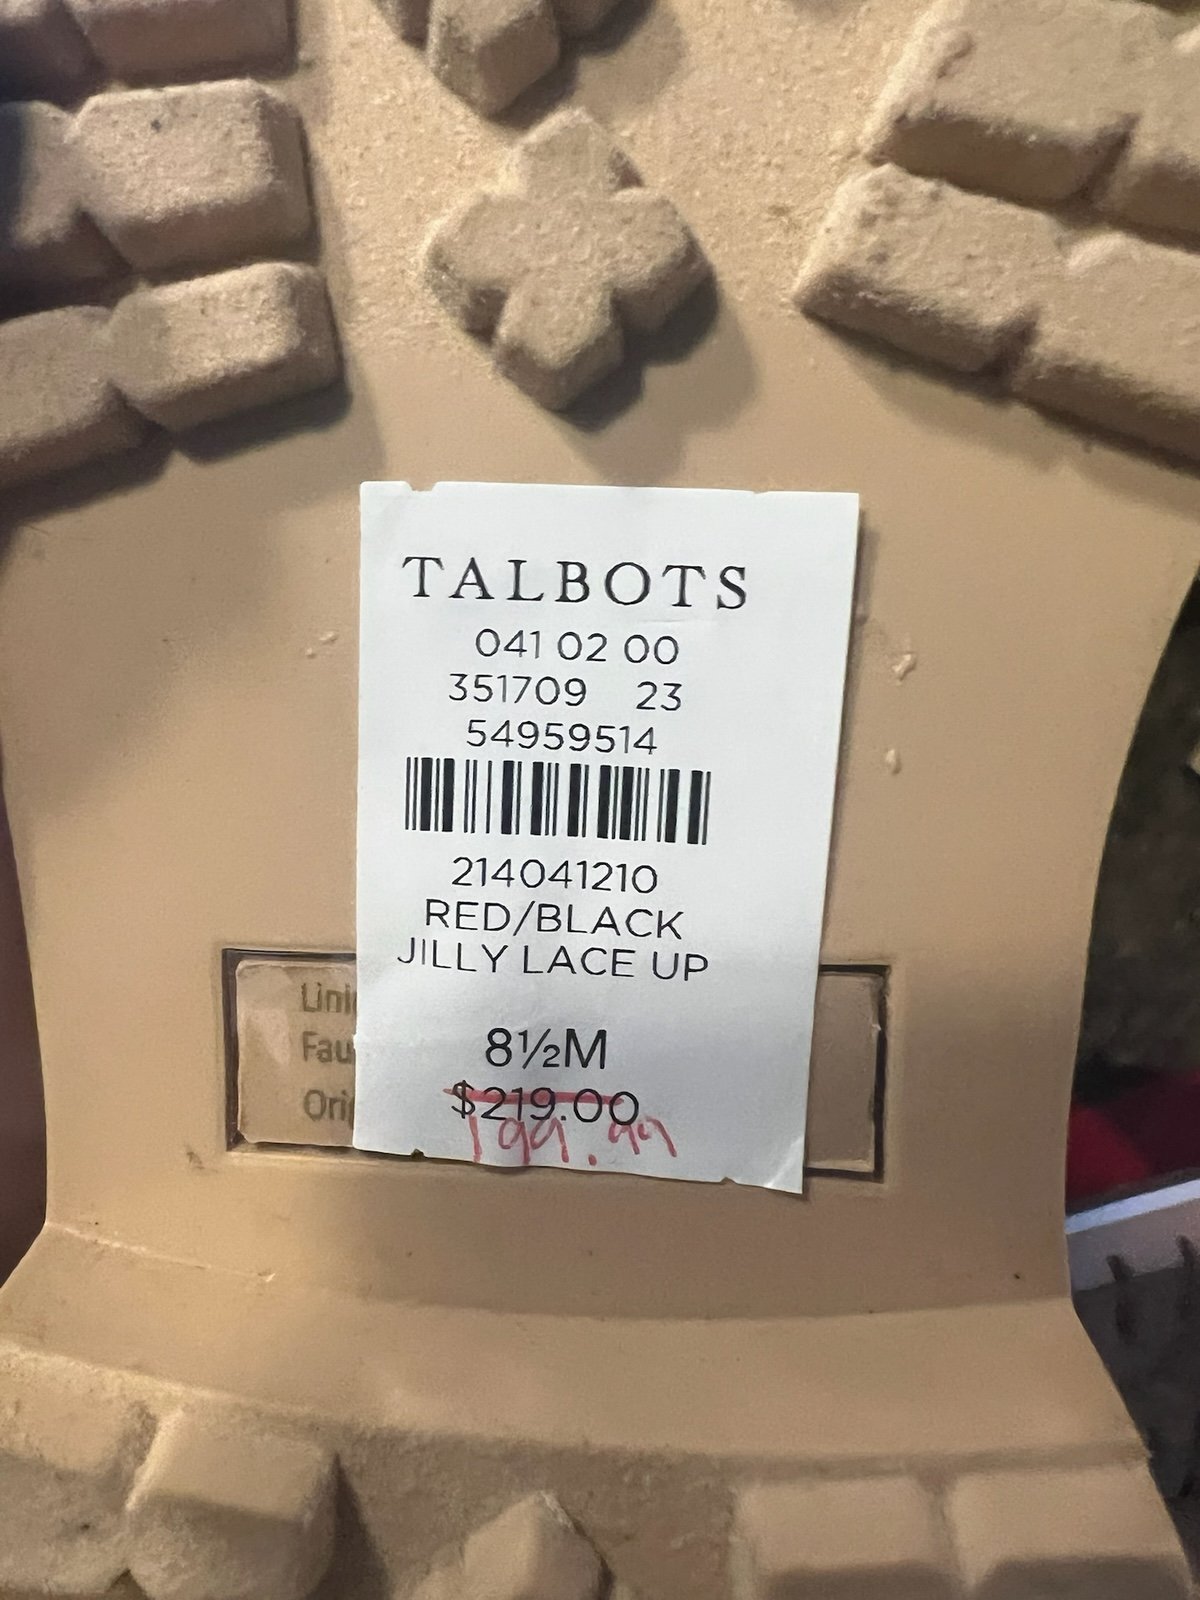 TALBOTS
041 02 00
351709 23
54959514
214041210
RED/BLACK
JILLY LACE UP
8½M
$219.00
199.99